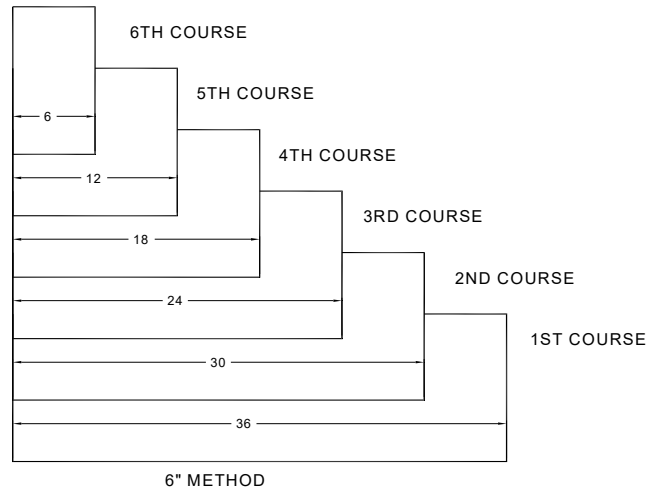 6TH COURSE
5TH COURSE
6
4TH COURSE
12
3RD COURSE
18
2ND COURSE
24
1ST COURSE
30
36
6" METHOD